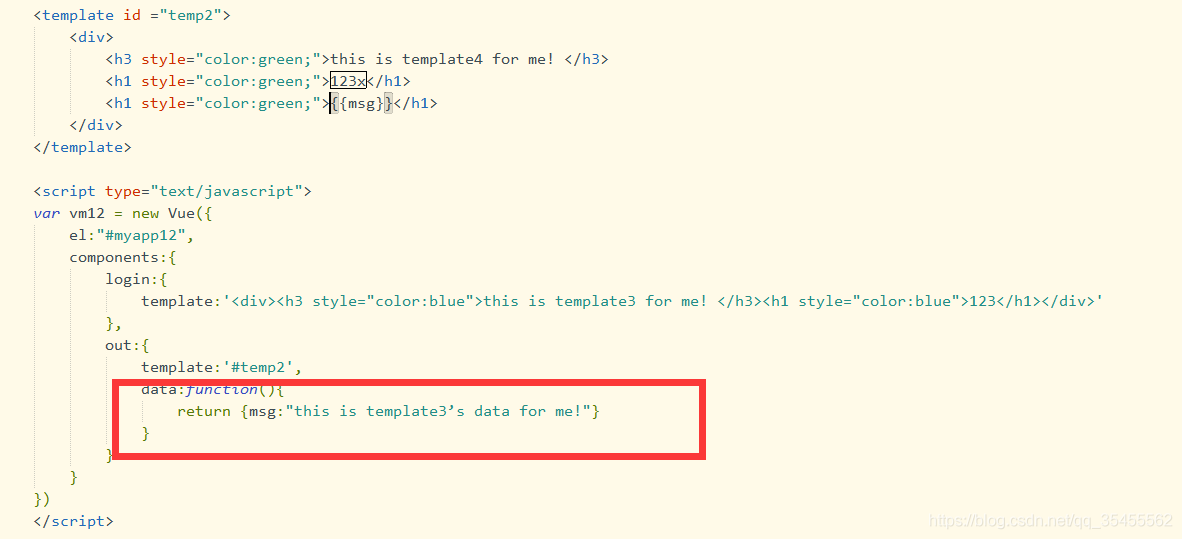 <template id ="temp2">
<div>
<h3 style="color:green;">this is template4 for me! </h3>
<h1 style="color:green;">123x</h1>
<h1 style="color:green;">{{msg}}</h1>
</div>
</template>
<script type="text/javascript">
var vm12 = new Vue({
el:"#myapp12",
components:{
login:{
template:'<div><h3 style="color:blue">this is template3 for me! </h3><h1 style="color:blue">123</h1></div>'
},
out:{
template:'#temp2',
data:function(){
return {msg:"this is template3’s data for me!"}
}
}
}
})
</script>
https://blog.csdn.net/qq_35455562